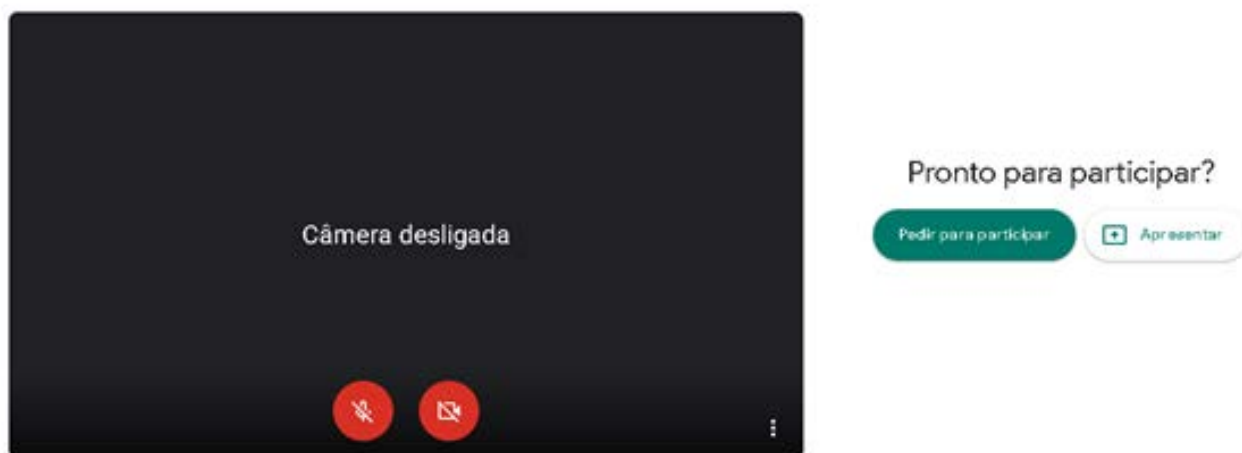 Câmera desligada
Pronto para participar?
Pedir para participar
Apresentar